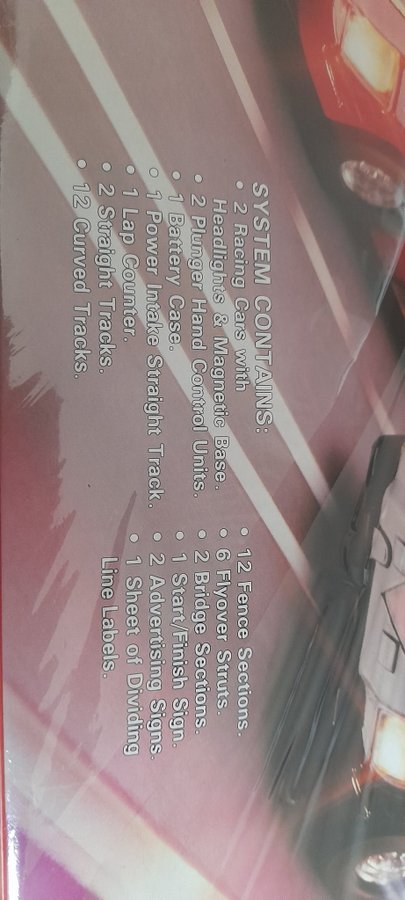 SYSTEM CONTAINS:
• 2 Racing Cars with
Headlights & Magnetic Base.
• 2 Plunger Hand Control Units.
• 1 Battery Case.
• 1 Power Intake Straight Track.
• 1 Lap Counter.
• 2 Straight Tracks.
• 12 Curved Tracks.
• 12 Fence Sections.
• 6 Flyover Struts.
• 2 Bridge Sections.
• 1 Start/Finish Sign.
• 2 Advertising Signs.
• 1 Sheet of Dividing
Line Labels.